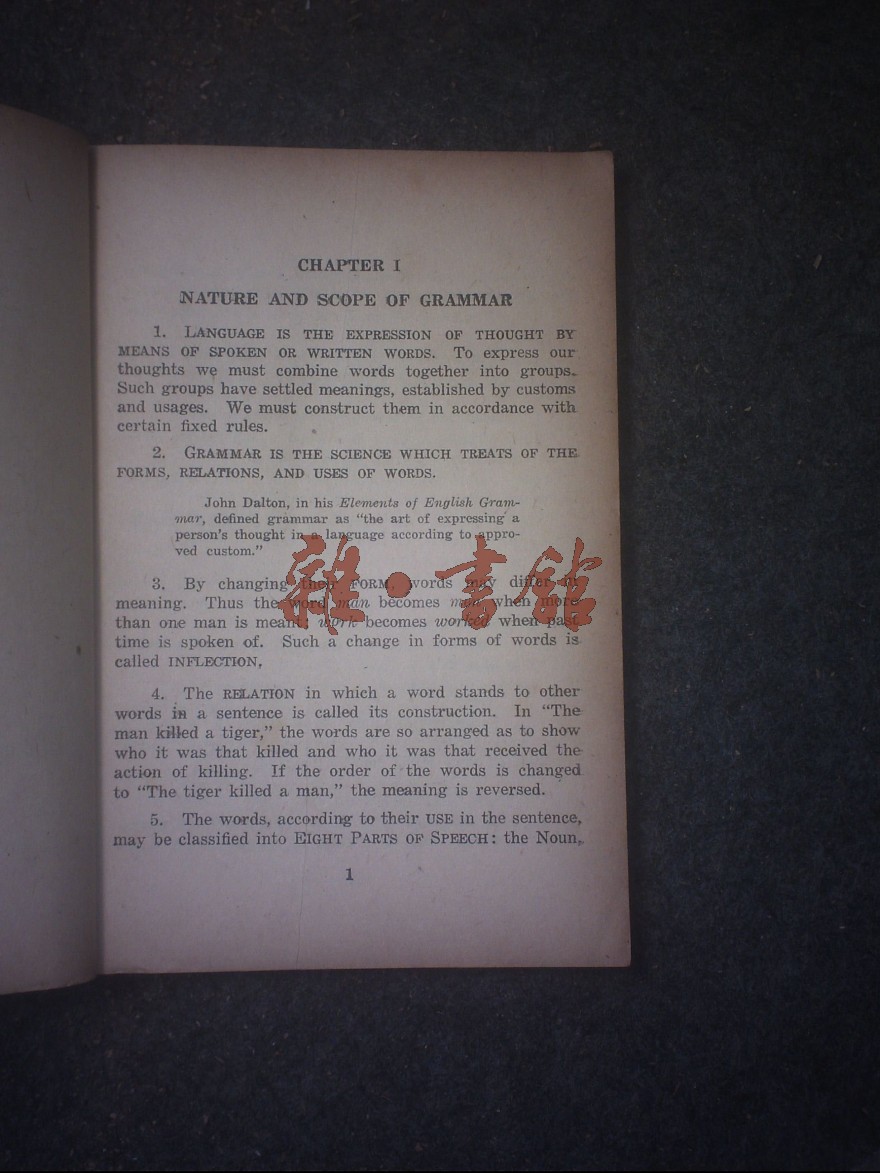 CHAPTER I
NATURE AND SCOPE OF GRAMMAR
1. LANGUAGE IS THE EXPRESSION OF THOUGHT BY
MEANS OF SPOKEN OR WRITTEN WORDS. To express our
thoughts we must combine words together into groups.
Such groups have settled meanings, established by customs
and usages. We must construct them in accordance with
certain fixed rules.
2. GRAMMAR IS THE SCIENCE WHICH TREATS OF THE
FORMS, RELATIONS, AND USES OF WORDS.
John Dalton, in his Elements of English Gram-
mar, defined grammar as "the art of expressing a
person's thought in a language according to appro-
ved custom."
雜·書館
3. By changing their FORM, words may differ in
meaning. Thus the word man becomes men when more
than one man is meant; work becomes worked when past
time is spoken of. Such a change in forms of words is
called INFLECTION.
4. The RELATION in which a word stands to other
words in a sentence is called its construction. In "The
man killed a tiger," the words are so arranged as to show
who it was that killed and who it was that received the
action of killing. If the order of the words is changed
to "The tiger killed a man," the meaning is reversed.
5. The words, according to their USE in the sentence,
may be classified into EIGHT PARTS OF SPEECH: the Noun,
1